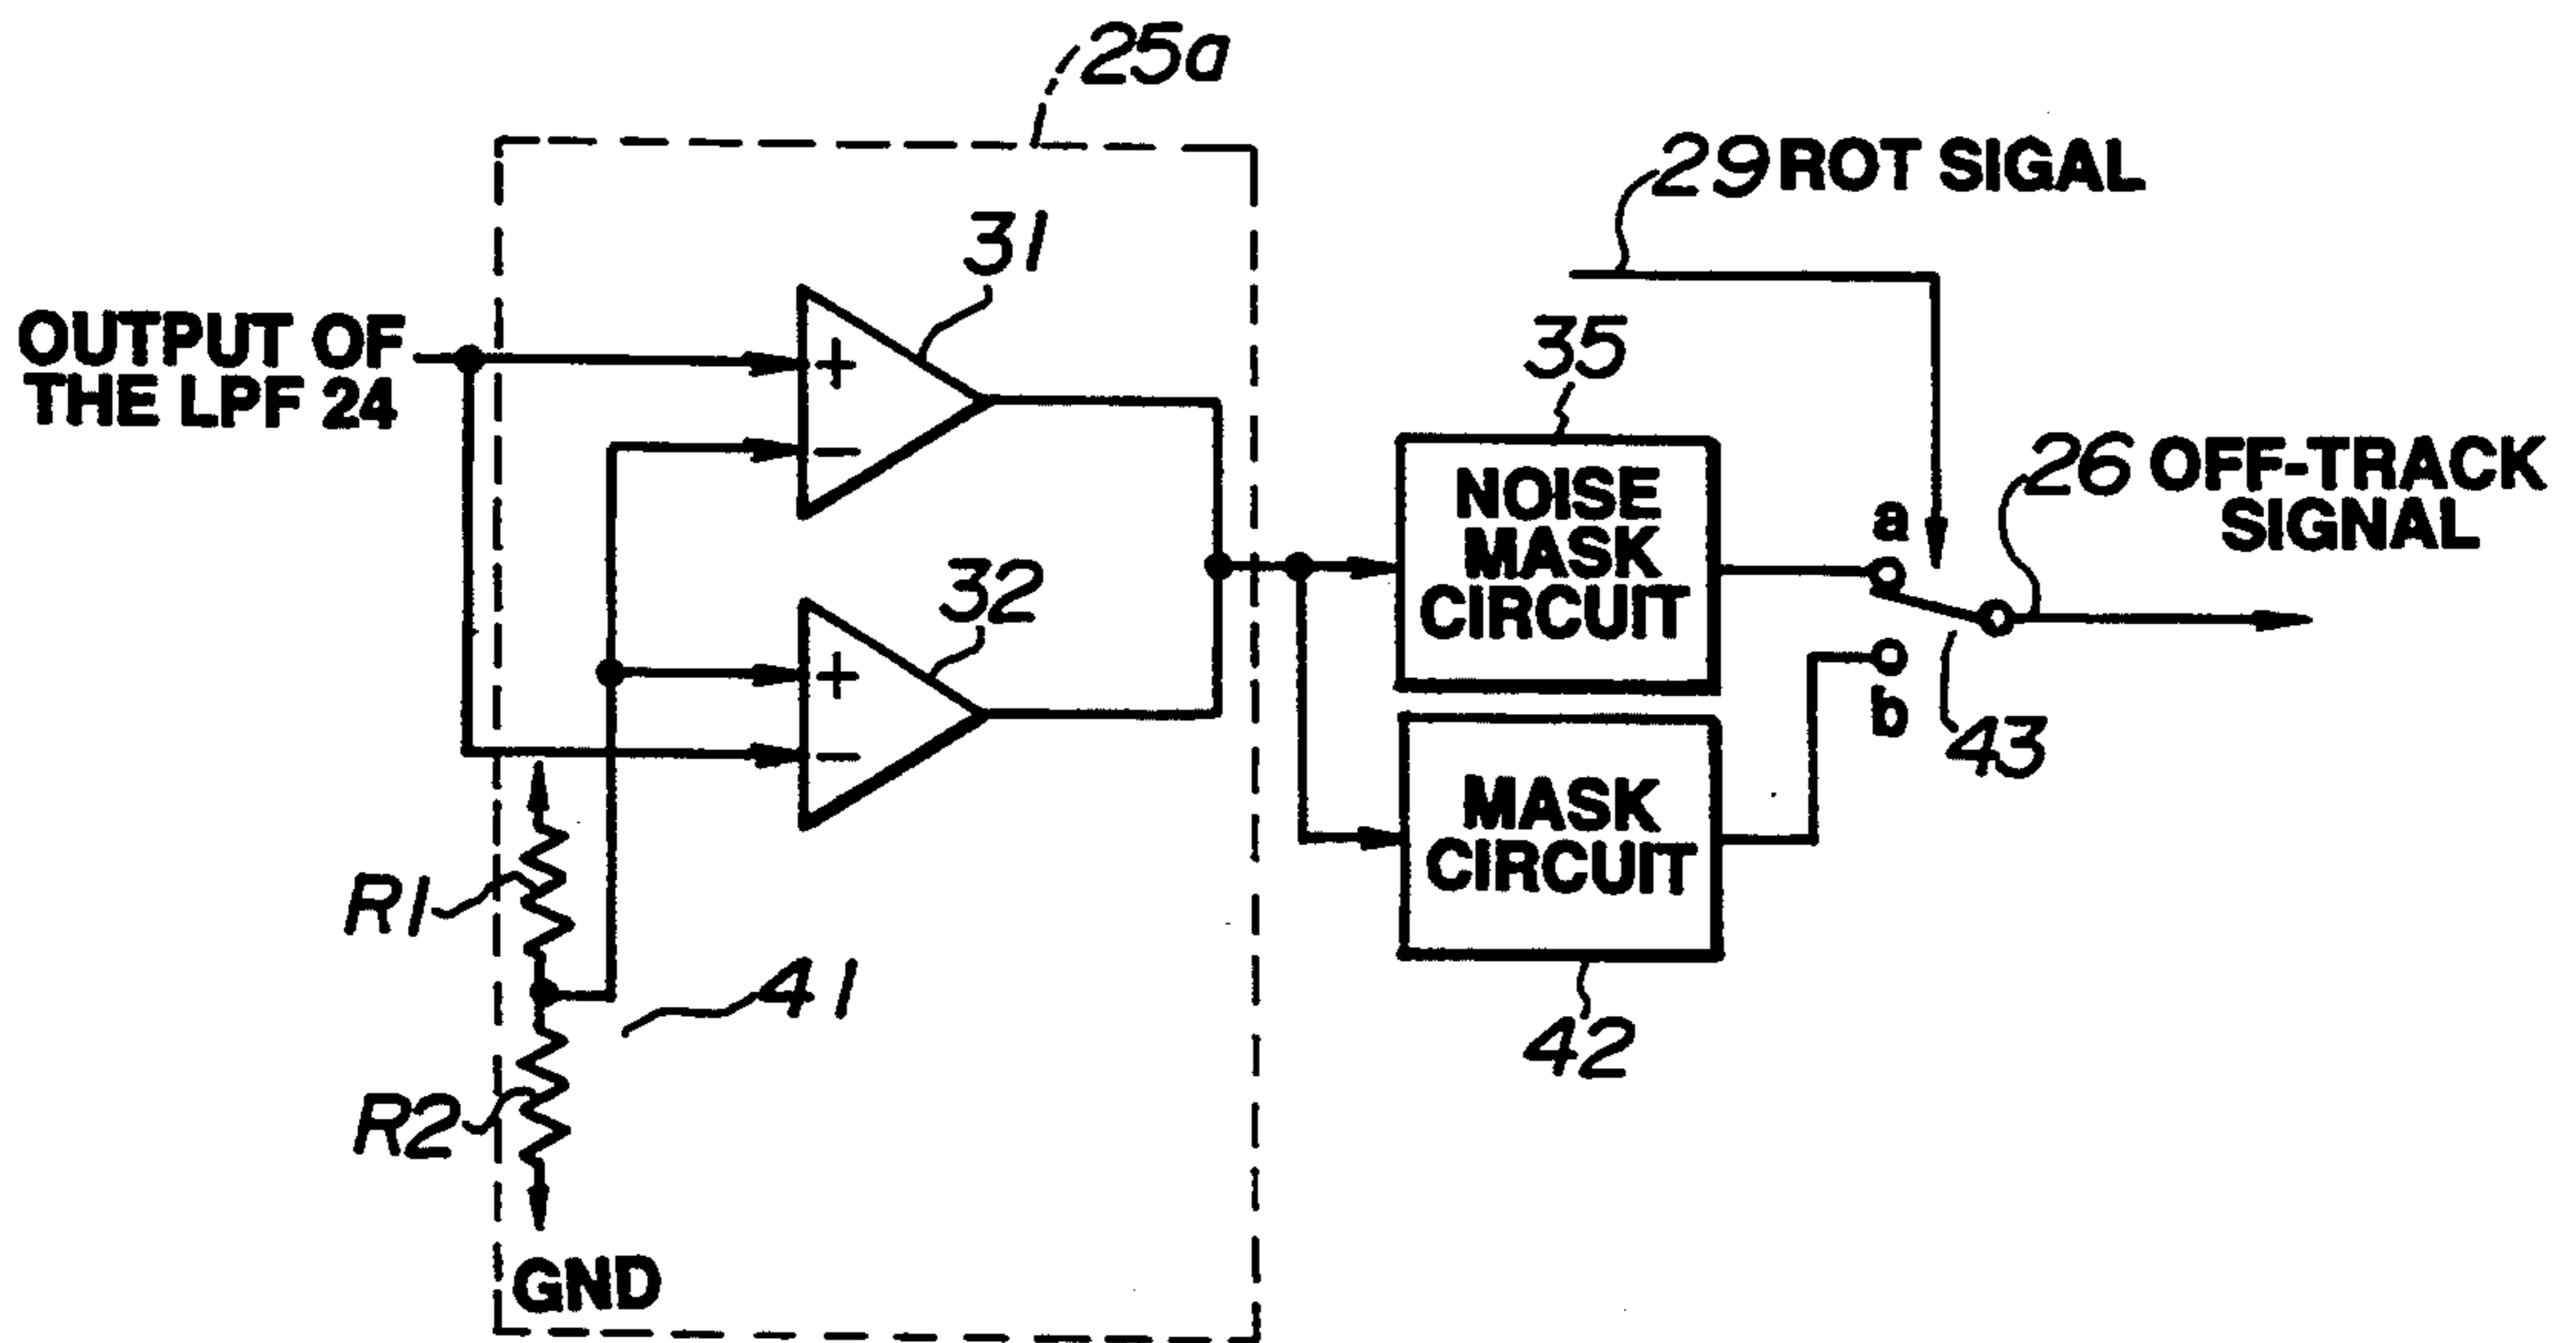 25a
29 ROT SIGAL
31
OUTPUT OF
THE LPF 24
+
−
35
NOISE
MASK
CIRCUIT
a
26 OFF-TRACK
SIGNAL
32
+
−
b
43
MASK
CIRCUIT
R1
41
42
R2
GND